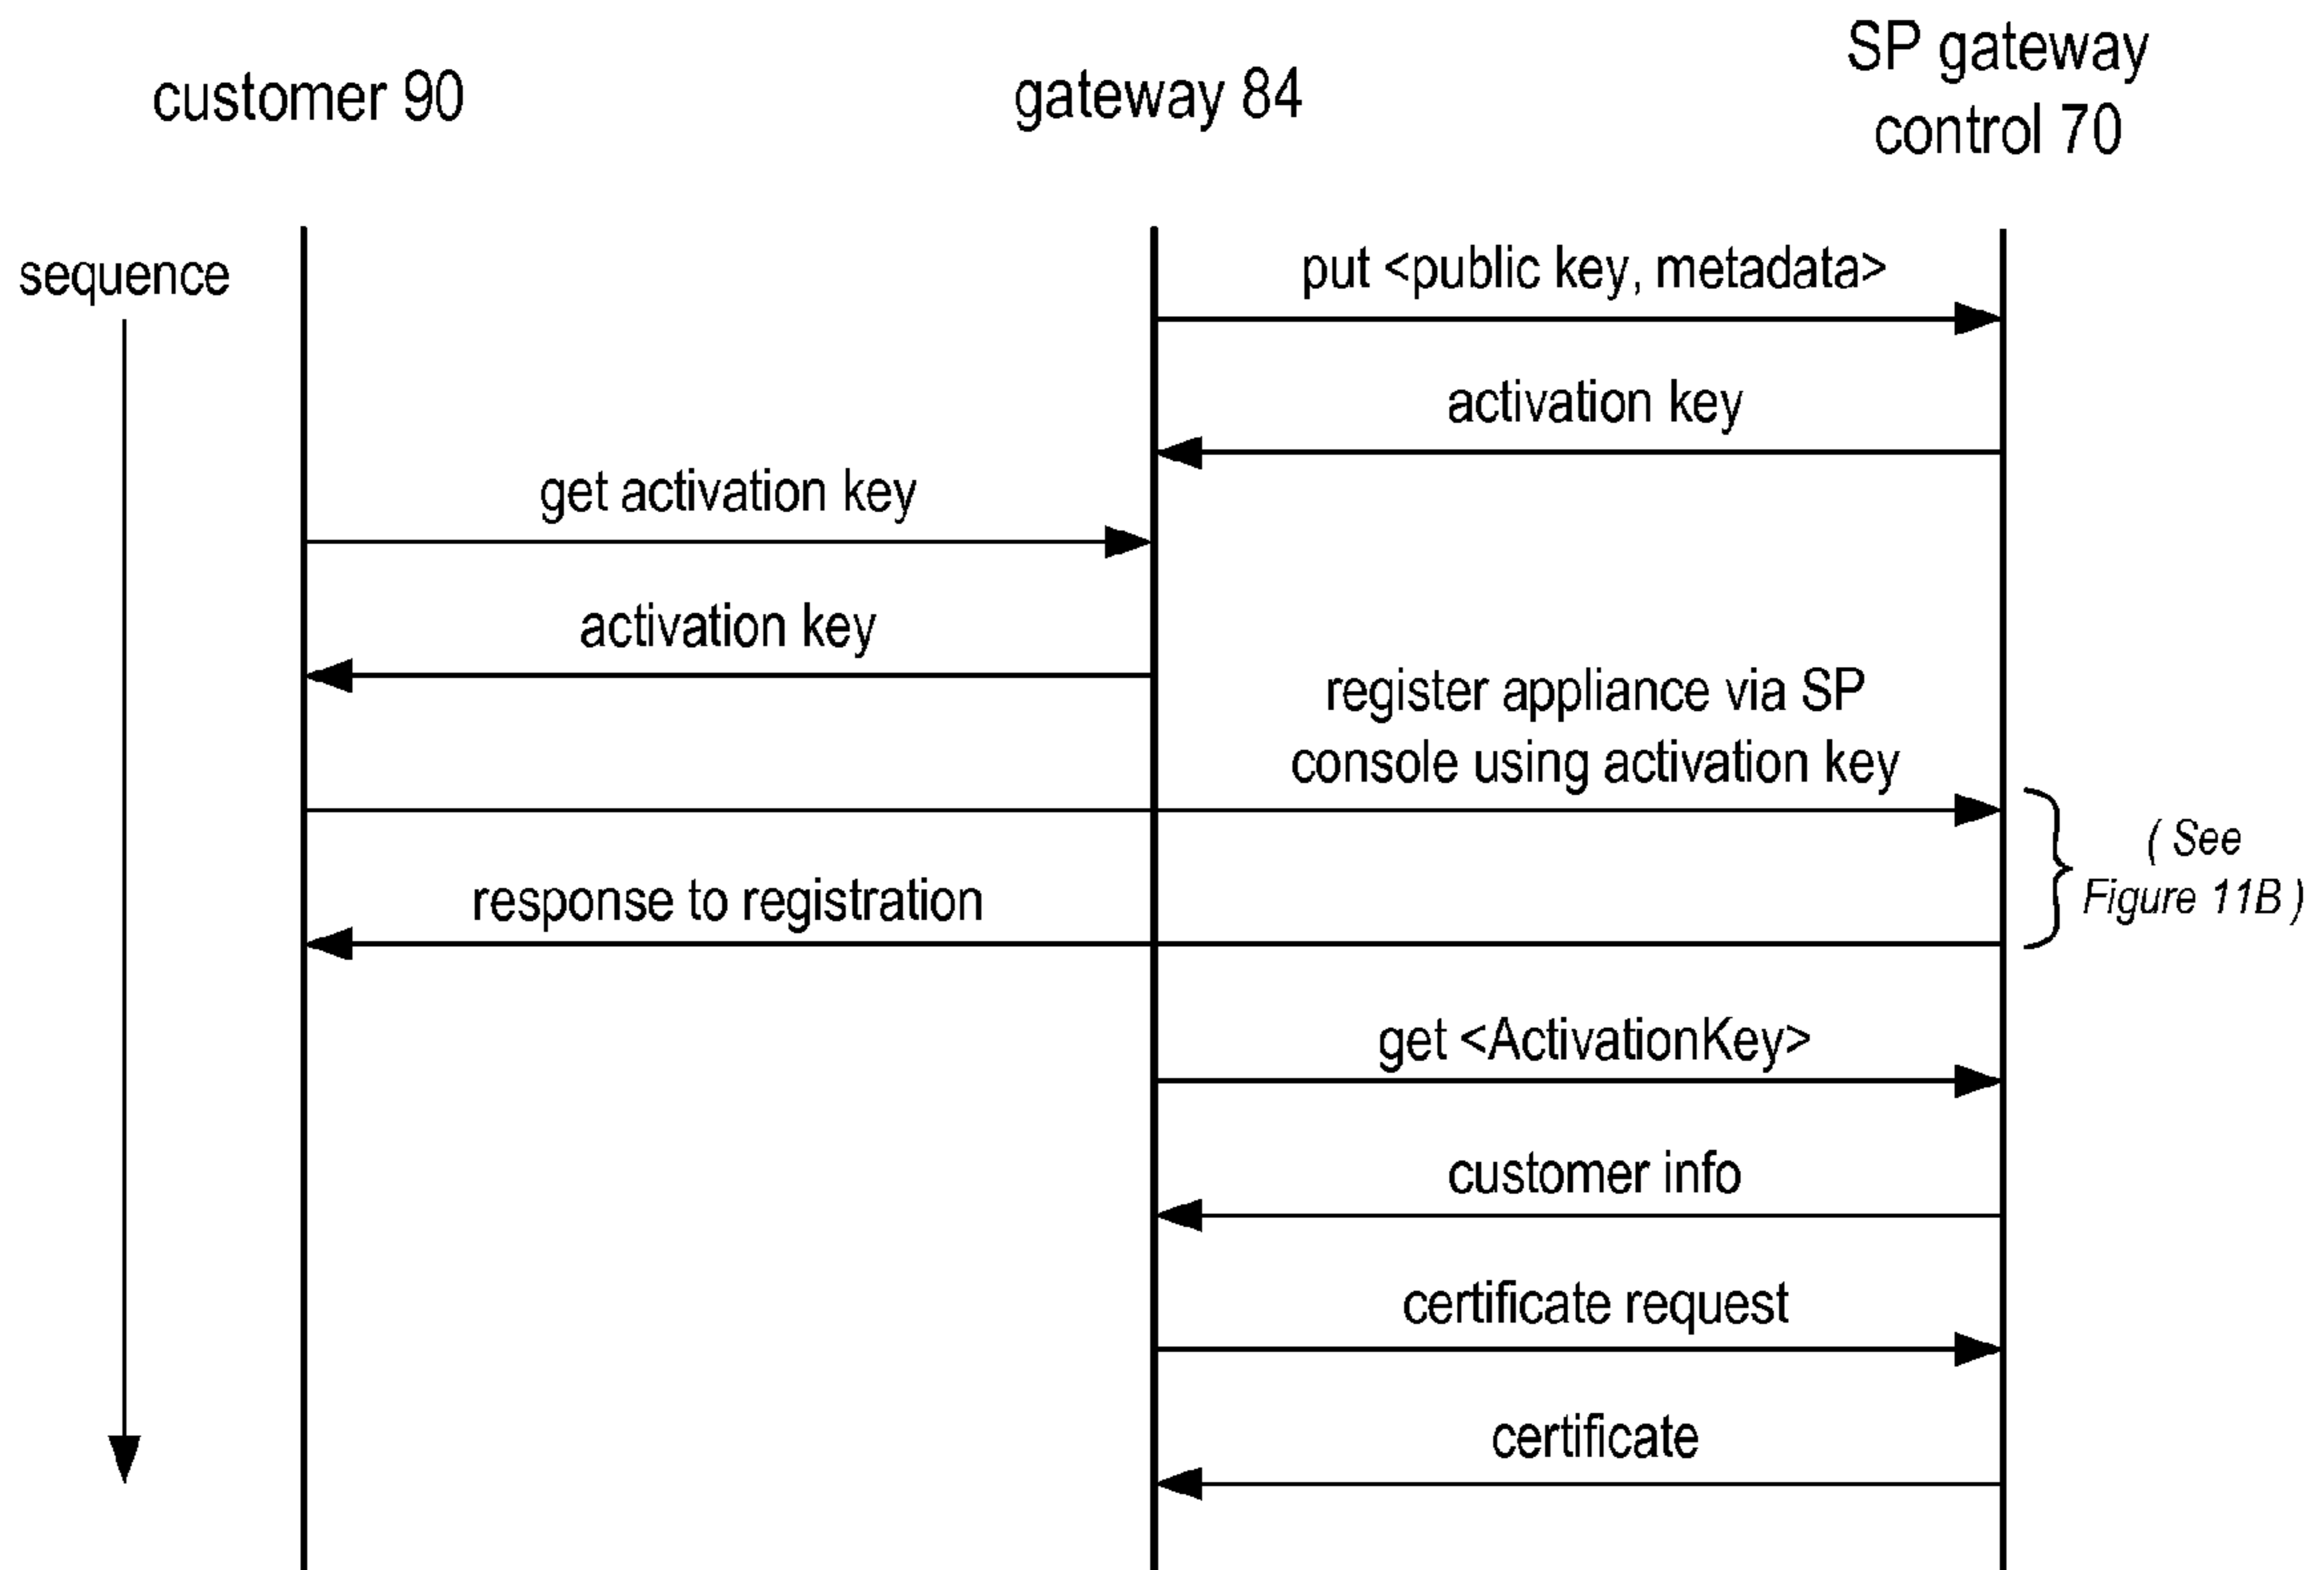 customer 90
gateway 84
SP gateway
control 70
sequence
put <public key, metadata>
activation key
get activation key
activation key
register appliance via SP
console using activation key
( See
Figure 11B )
response to registration
get <ActivationKey>
customer info
certificate request
certificate